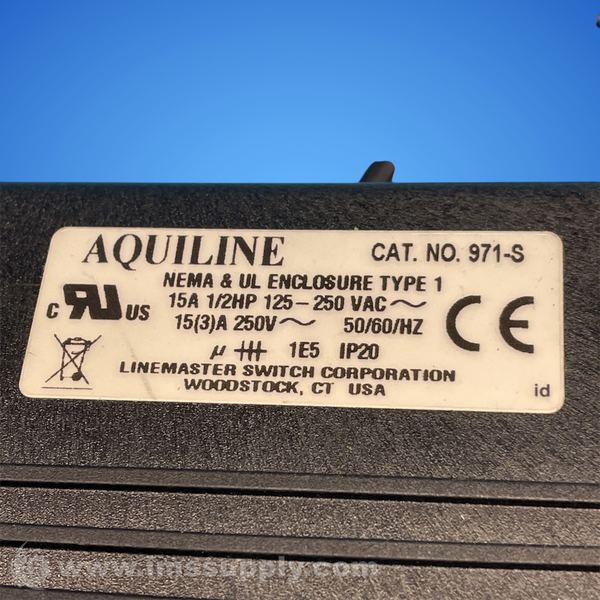 AQUILINE CAT. NO. 971-S
NEMA & UL ENCLOSURE TYPE 1
15A 1/2HP 125-250 VAC~
C RU US 15(3)A 250V~ 50/60/HZ CE
μ 1E5 IP20
LINEMASTER SWITCH CORPORATION
WOODSTOCK, CT USA
id
www.imssupply.com